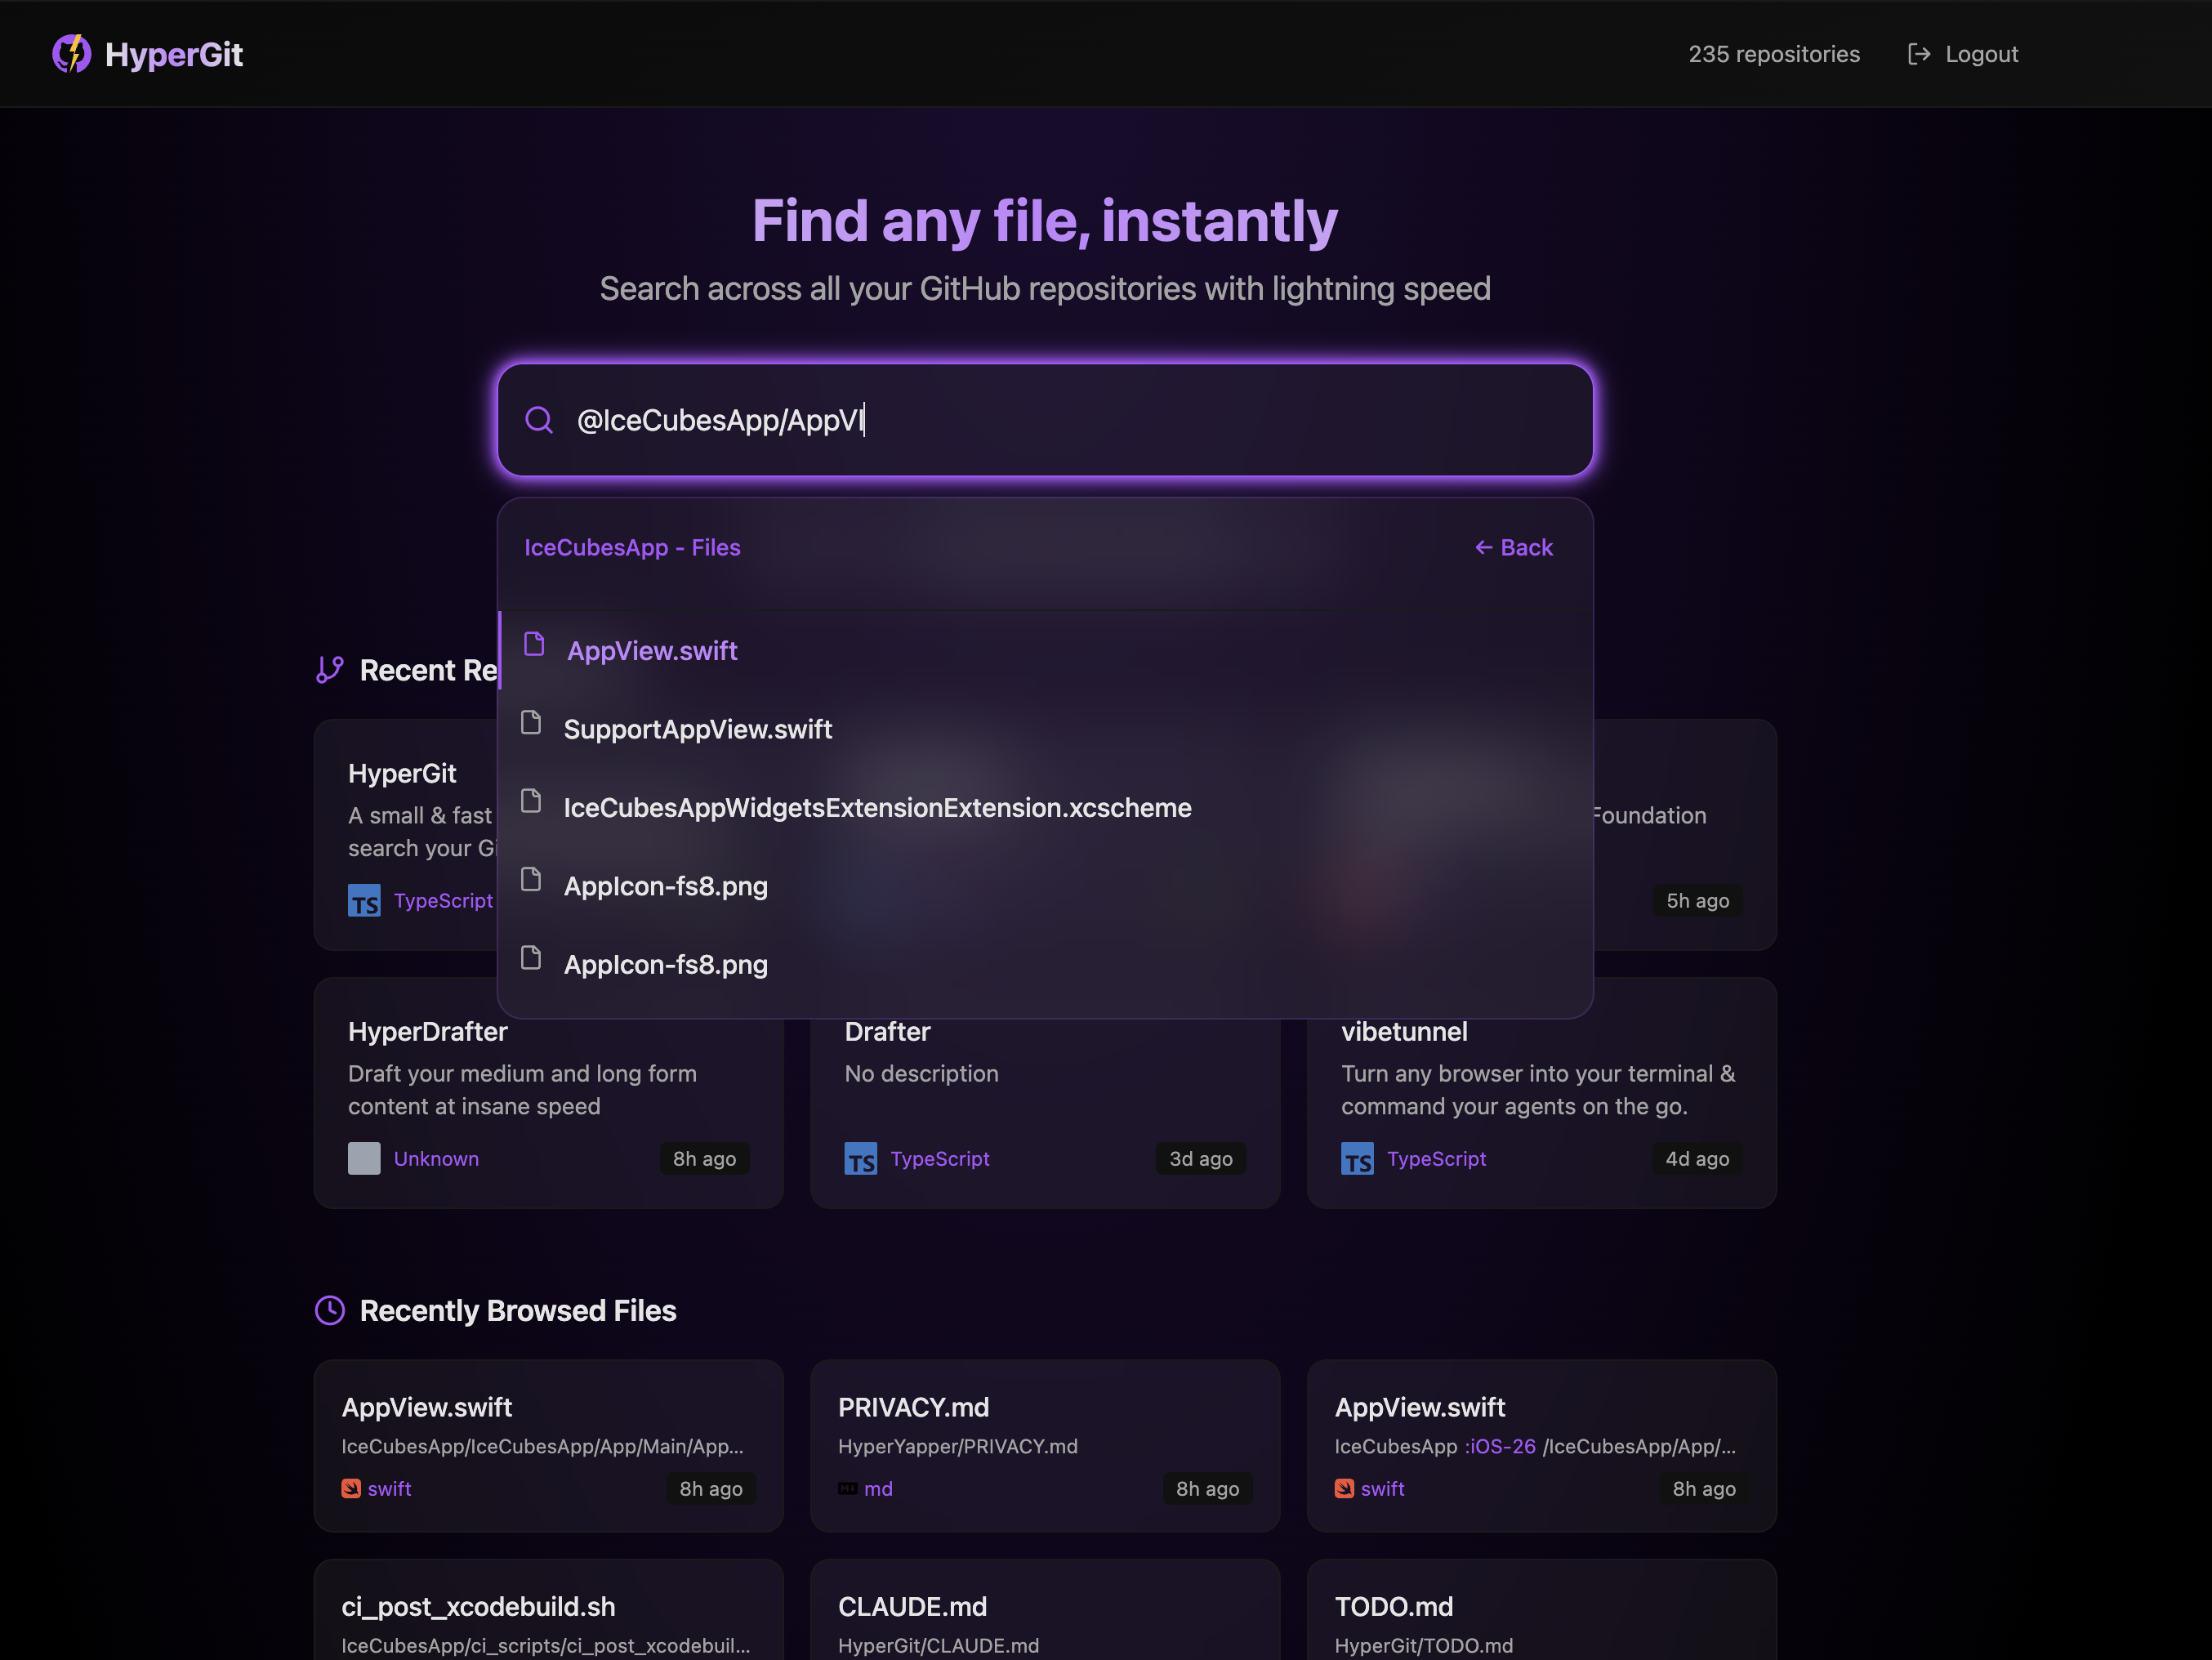 HyperGit
235 repositories
Logout
Find any file, instantly
Search across all your GitHub repositories with lightning speed
@IceCubesApp/AppVI
IceCubesApp - Files
← Back
AppView.swift
SupportAppView.swift
IceCubesAppWidgetsExtensionExtension.xcscheme
AppIcon-fs8.png
AppIcon-fs8.png
Recent Re
HyperGit
A small & fast
search your Gi
TS TypeScript
Foundation
5h ago
HyperDrafter
Draft your medium and long form
content at insane speed
Unknown
8h ago
Drafter
No description
TS TypeScript
3d ago
vibetunnel
Turn any browser into your terminal &
command your agents on the go.
TS TypeScript
4d ago
Recently Browsed Files
AppView.swift
IceCubesApp/IceCubesApp/App/Main/App...
swift
8h ago
PRIVACY.md
HyperYapper/PRIVACY.md
md
8h ago
AppView.swift
IceCubesApp :iOS-26 /IceCubesApp/App/...
swift
8h ago
ci_post_xcodebuild.sh
IceCubesApp/ci_scripts/ci_post_xcodebuil...
CLAUDE.md
HyperGit/CLAUDE.md
TODO.md
HyperGit/TODO.md